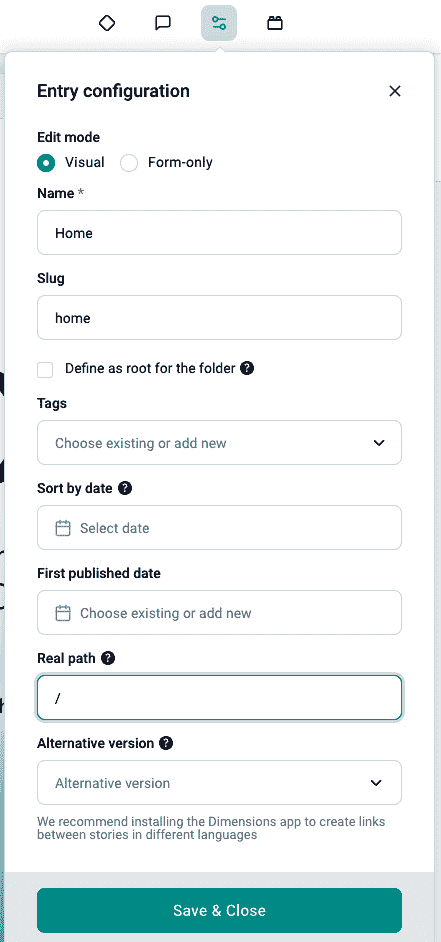 Entry configuration
Edit mode
Visual Form-only
Name *
Home
Slug
home
Define as root for the folder ?
Tags
Choose existing or add new
Sort by date ?
Select date
First published date
Choose existing or add new
Real path ?
/
Alternative version ?
Alternative version
We recommend installing the Dimensions app to create links
between stories in different languages
Save & Close